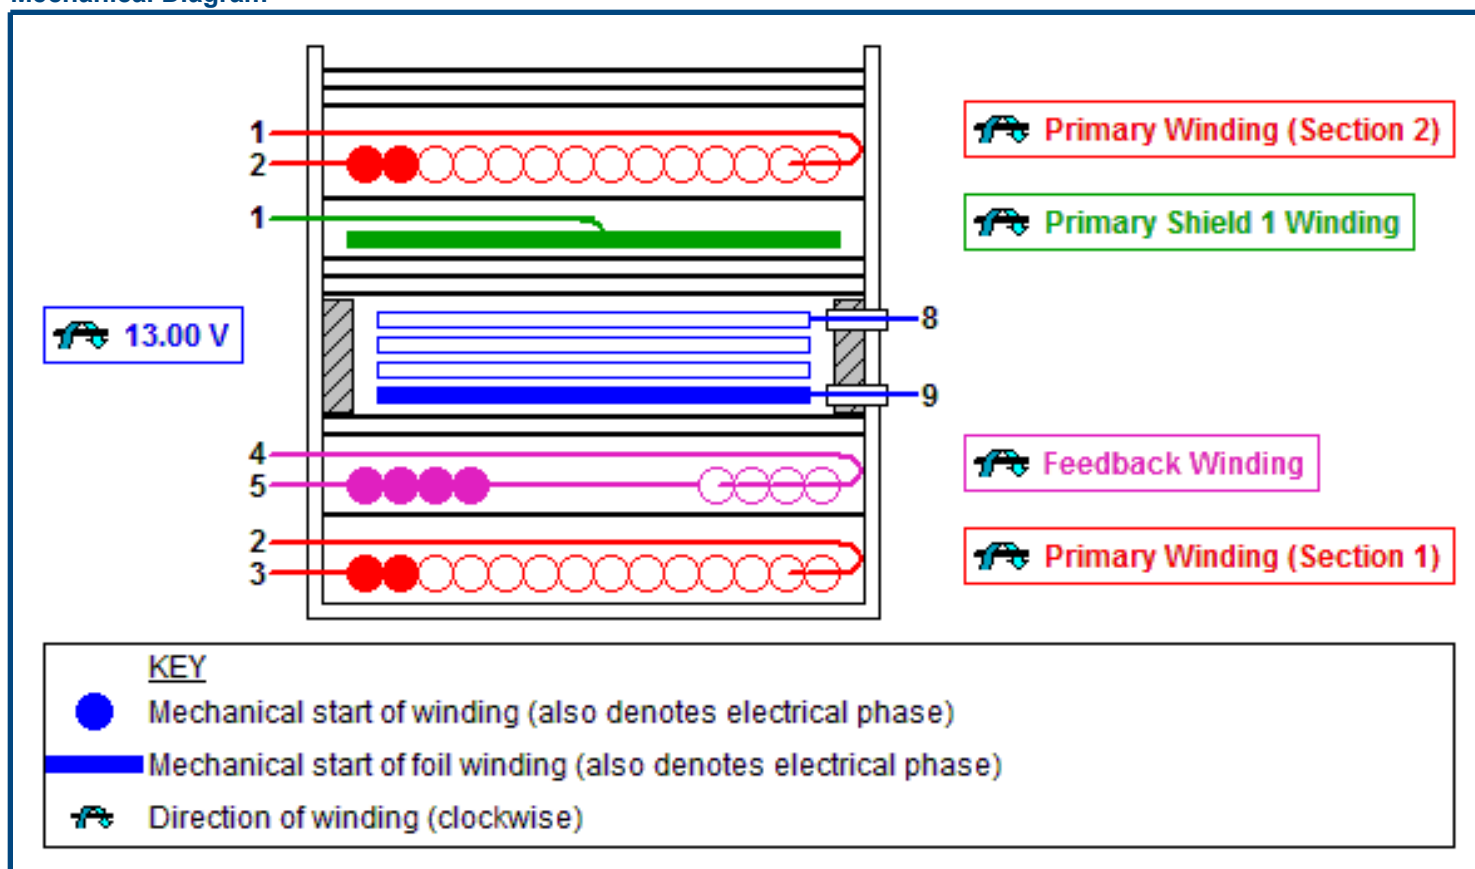 Mechanical Diagram
1
2
Primary Winding (Section 2)
1
Primary Shield 1 Winding
13.00 V
8
9
4
5
Feedback Winding
2
3
Primary Winding (Section 1)
KEY
Mechanical start of winding (also denotes electrical phase)
Mechanical start of foil winding (also denotes electrical phase)
Direction of winding (clockwise)